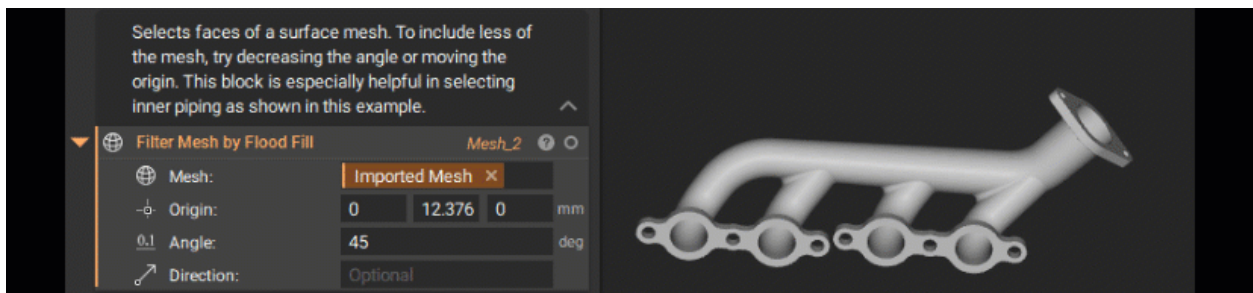 Selects faces of a surface mesh. To include less of
the mesh, try decreasing the angle or moving the
origin. This block is especially helpful in selecting
inner piping as shown in this example.
Filter Mesh by Flood Fill Mesh_2 ?
Mesh: Imported Mesh ×
Origin: 0 12.376 0 mm
0.1 Angle: 45 deg
Direction: Optional